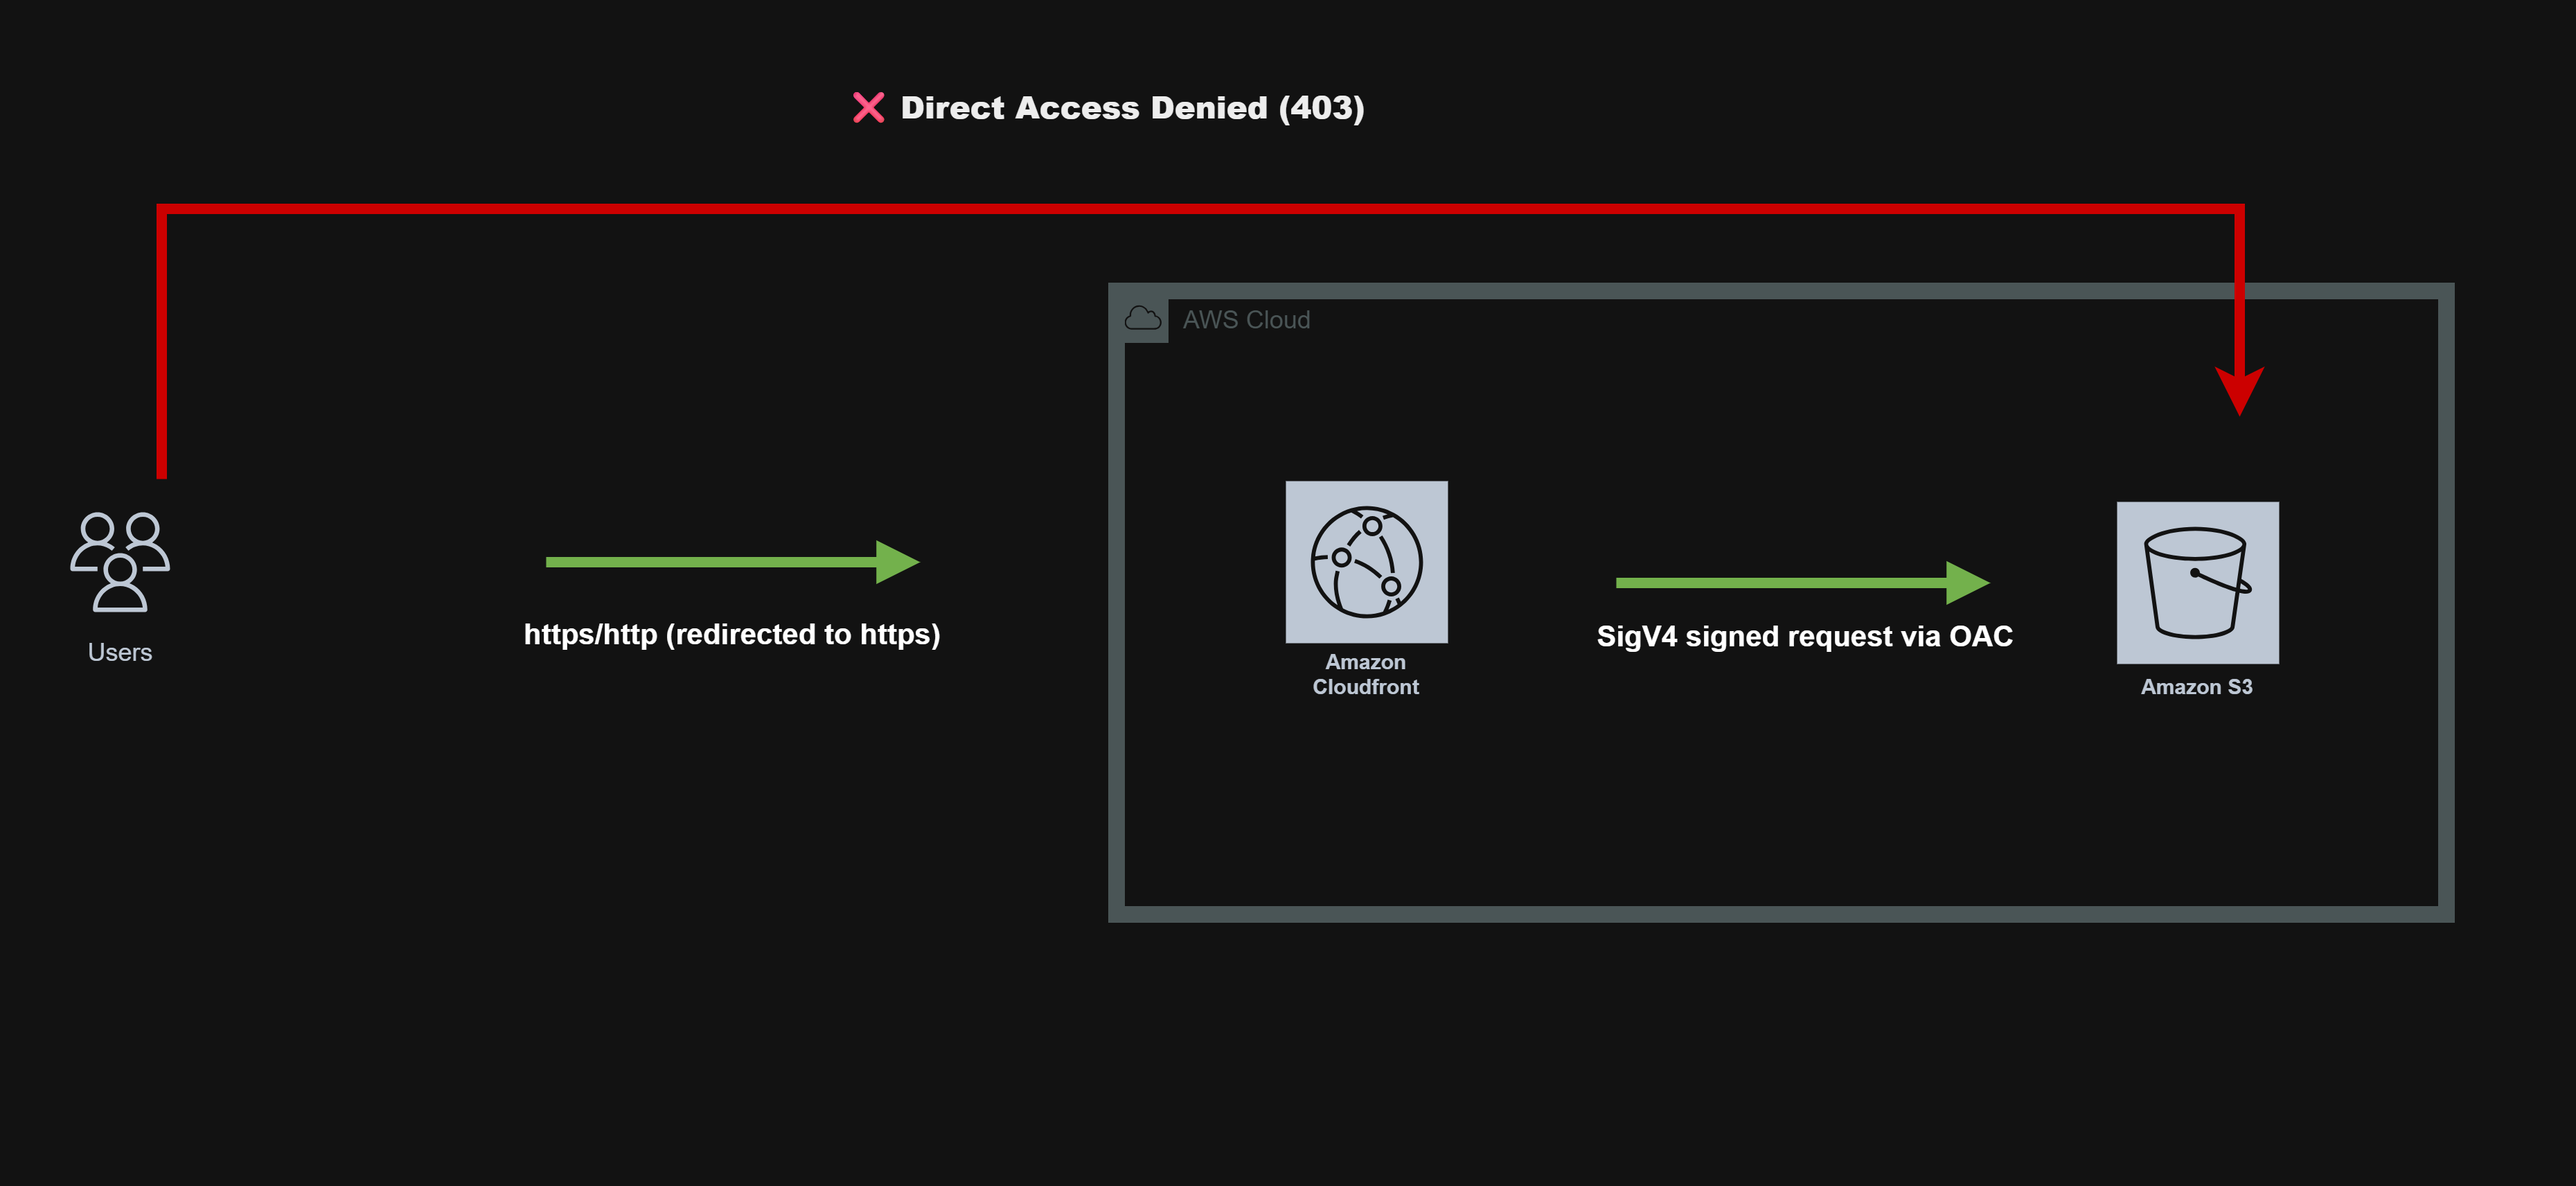 ❌ Direct Access Denied (403)
AWS Cloud
Users
https/http (redirected to https)
Amazon
Cloudfront
SigV4 signed request via OAC
Amazon S3